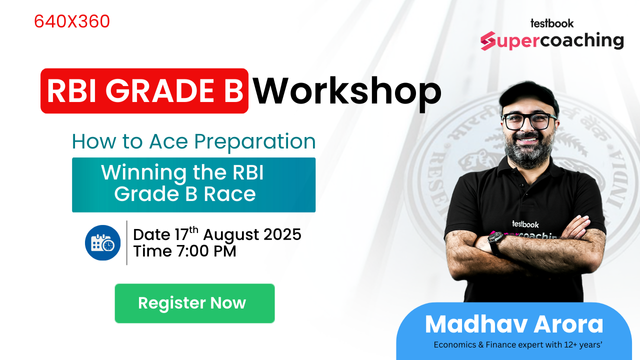 640X360
testbook
Supercoaching
RBI GRADE B Workshop
How to Ace Preparation
Winning the RBI
Grade B Race
Date 17th August 2025
Time 7:00 PM
Register Now
testbook
Supercoaching
Madhav Arora
Economics & Finance expert with 12+ years'